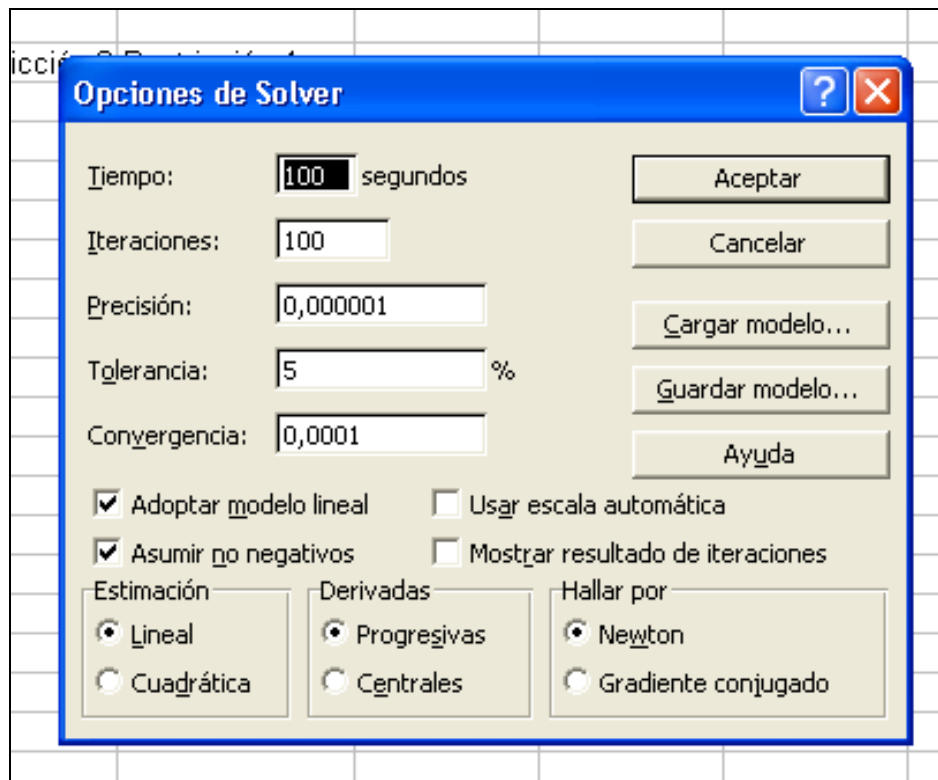 icció
Opciones de Solver
Tiempo: 100 segundos
Aceptar
Iteraciones: 100
Cancelar
Precisión: 0,000001
Cargar modelo...
Tolerancia: 5 %
Guardar modelo...
Convergencia: 0,0001
Ayuda
Adoptar modelo lineal
Usar escala automática
Asumir no negativos
Mostrar resultado de iteraciones
Estimación
Derivadas
Hallar por
Lineal
Progresivas
Newton
Cuadrática
Centrales
Gradiente conjugado